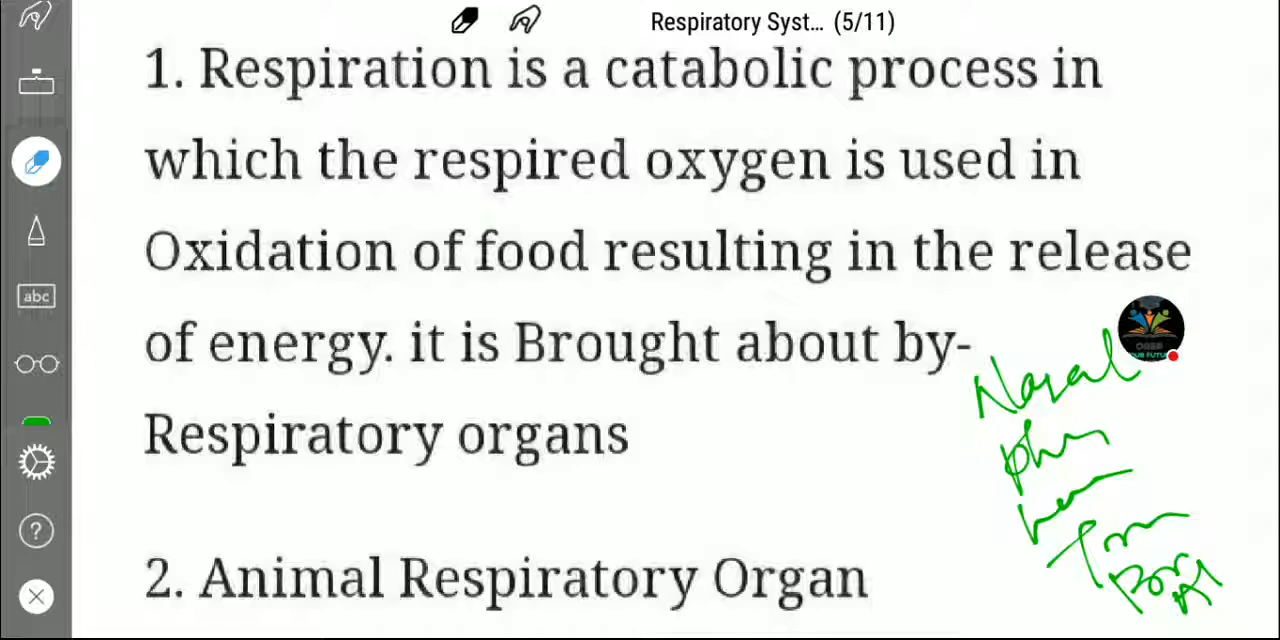 Respiratory Syst... (5/11)
1. Respiration is a catabolic process in
which the respired oxygen is used in
Oxidation of food resulting in the release
of energy. it is Brought about by-
Respiratory organs
2. Animal Respiratory Organ
abc
?
Nasal